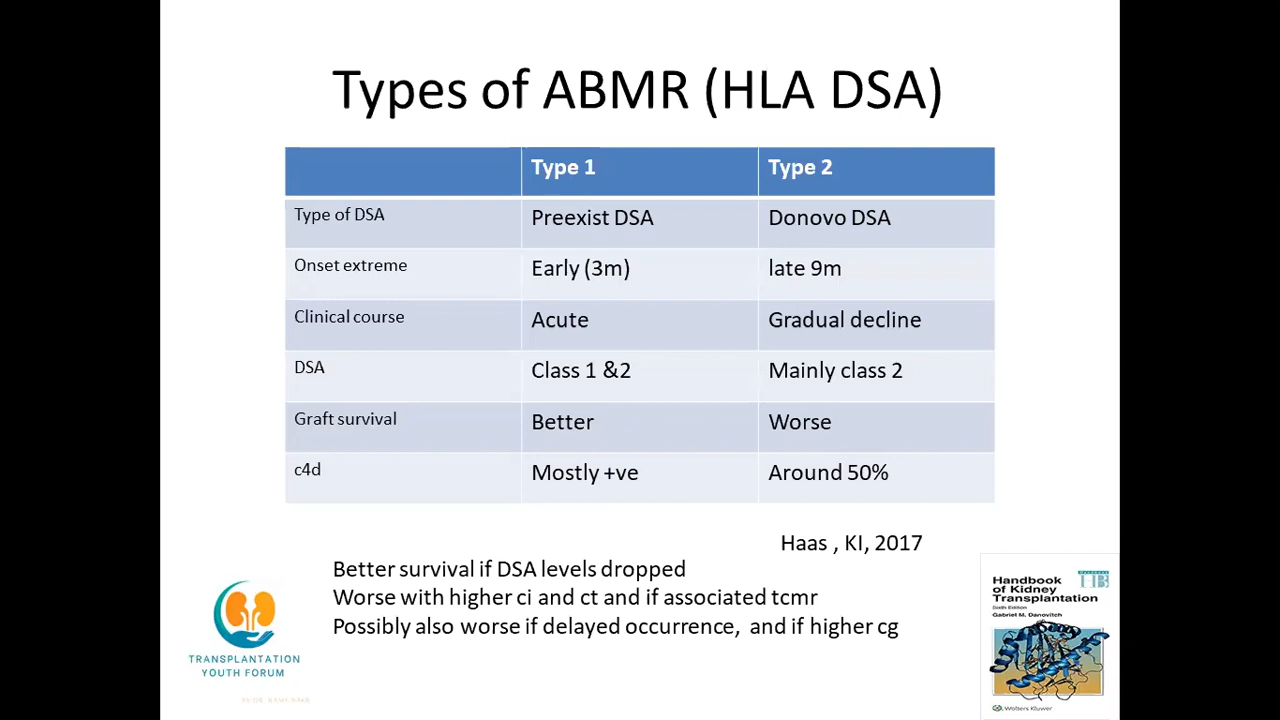 Types of ABMR (HLA DSA)
Type 1 Type 2
Type of DSA Preexist DSA Donovo DSA
Onset extreme Early (3m) late 9m
Clinical course Acute Gradual decline
DSA Class 1 &2 Mainly class 2
Graft survival Better Worse
c4d Mostly +ve Around 50%
Haas , KI, 2017
Better survival if DSA levels dropped
Worse with higher ci and ct and if associated tcmr
Possibly also worse if delayed occurrence, and if higher cg
TRANSPLANTATION
YOUTH FORUM
Handbook
of Kidney
Transplantation
Sixth Edition
Gabriel M. Danovitch
Wolters Kluwer